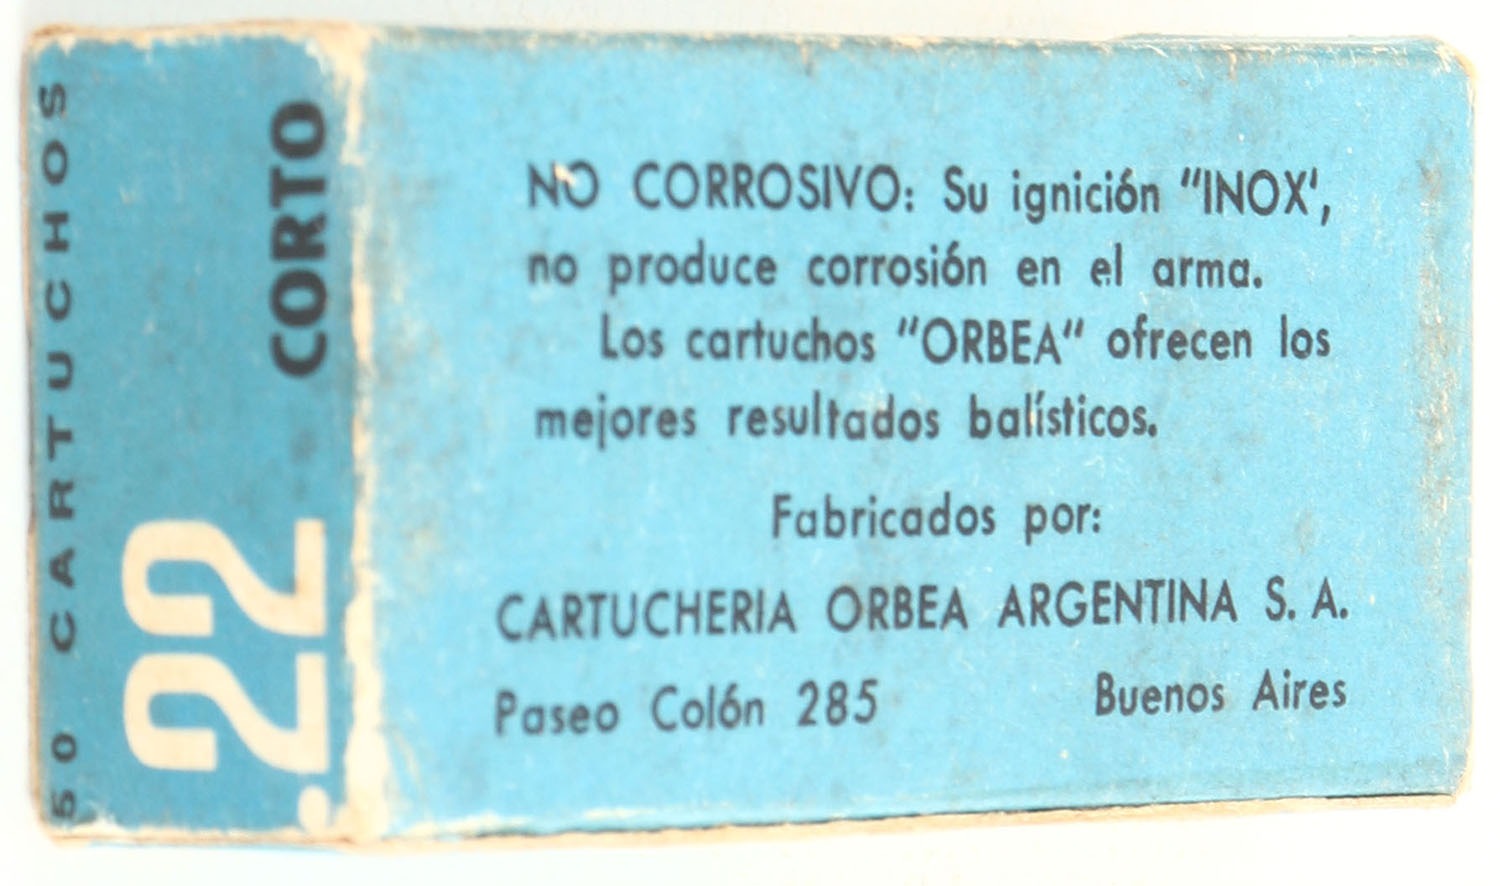 50 CARTUCHOS
.22 CORTO
NO CORROSIVO: Su ignición "INOX',
no produce corrosión en el arma.
Los cartuchos "ORBEA" ofrecen los
mejores resultados balísticos.
Fabricados por:
CARTUCHERIA ORBEA ARGENTINA S. A.
Paseo Colón 285 Buenos Aires